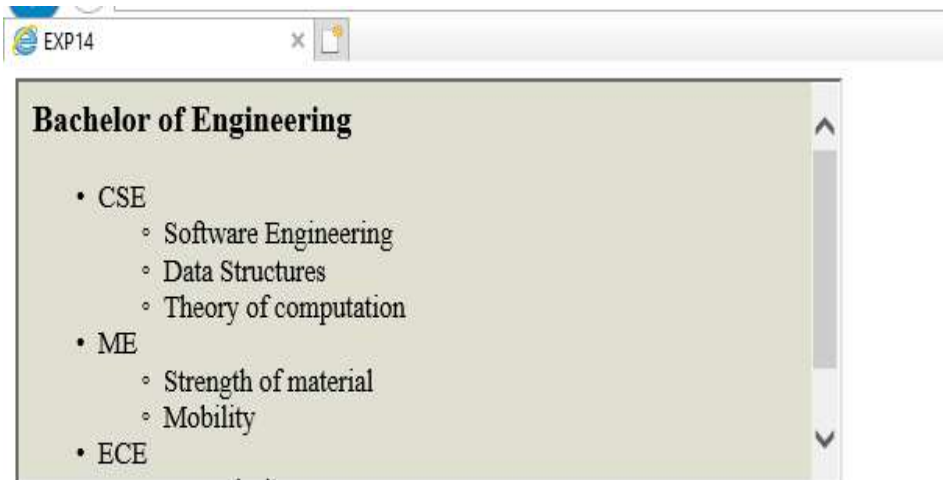 EXP14
Bachelor of Engineering
• CSE
◦ Software Engineering
◦ Data Structures
◦ Theory of computation
• ME
◦ Strength of material
◦ Mobility
• ECE